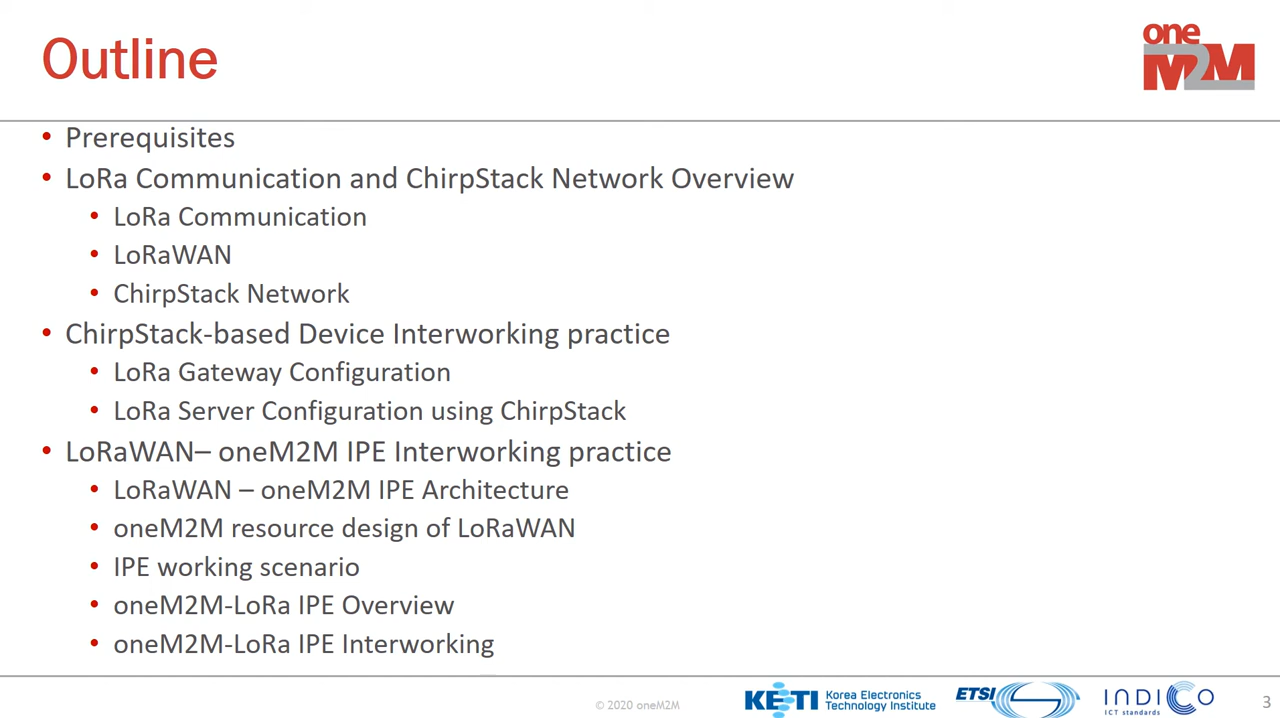 Outline
one
M2M
• Prerequisites
• LoRa Communication and ChirpStack Network Overview
• LoRa Communication
• LoRaWAN
• ChirpStack Network
• ChirpStack-based Device Interworking practice
• LoRa Gateway Configuration
• LoRa Server Configuration using ChirpStack
• LoRaWAN– oneM2M IPE Interworking practice
• LoRaWAN – oneM2M IPE Architecture
• oneM2M resource design of LoRaWAN
• IPE working scenario
• oneM2M-LoRa IPE Overview
• oneM2M-LoRa IPE Interworking
© 2020 oneM2M
KETI Korea Electronics
Technology Institute
ETSI
INDICO
ICT standards
3